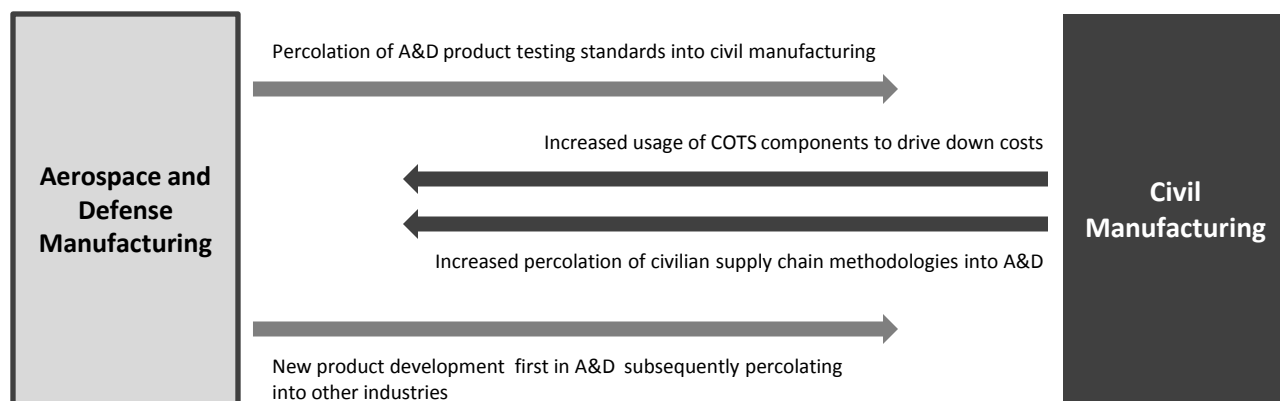 Percolation of A&D product testing standards into civil manufacturing
Increased usage of COTS components to drive down costs
Aerospace and
Defense
Manufacturing
Civil
Manufacturing
Increased percolation of civilian supply chain methodologies into A&D
New product development first in A&D subsequently percolating
into other industries